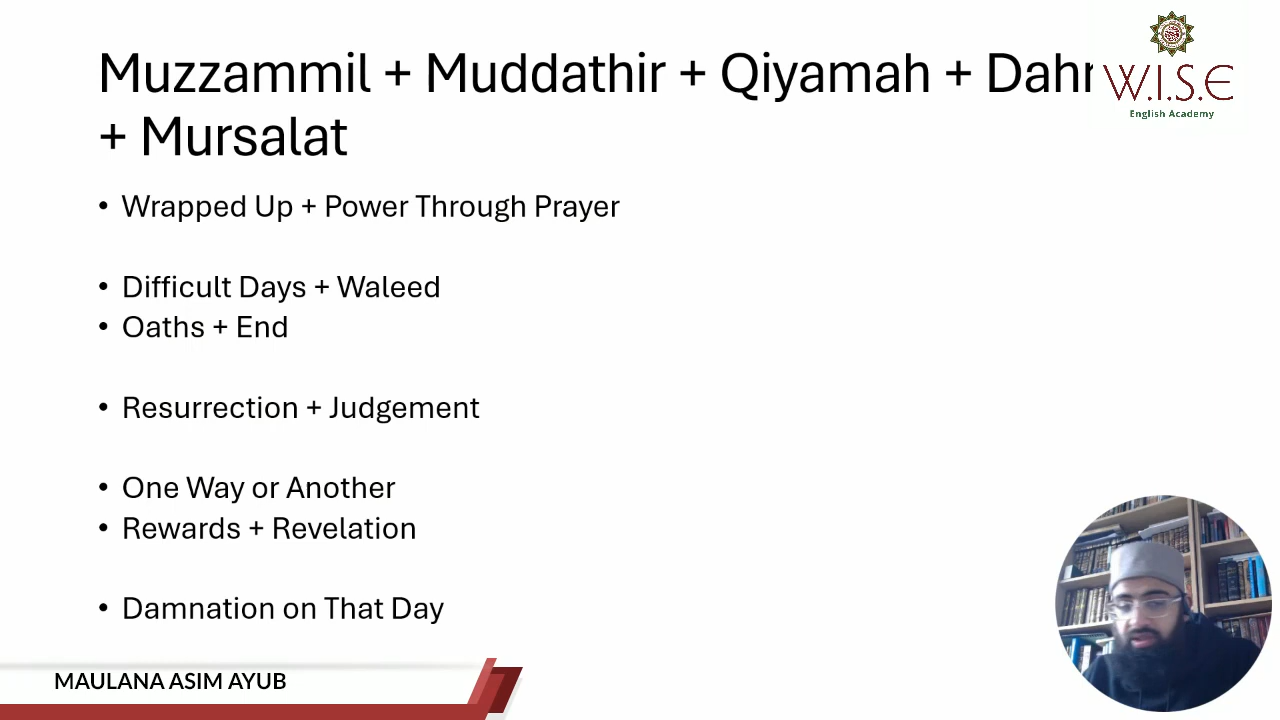 Muzzammil + Muddathir + Qiyamah + Dahr
+ Mursalat
W.I.S.E
English Academy
• Wrapped Up + Power Through Prayer
• Difficult Days + Waleed
• Oaths + End
• Resurrection + Judgement
• One Way or Another
• Rewards + Revelation
• Damnation on That Day
MAULANA ASIM AYUB